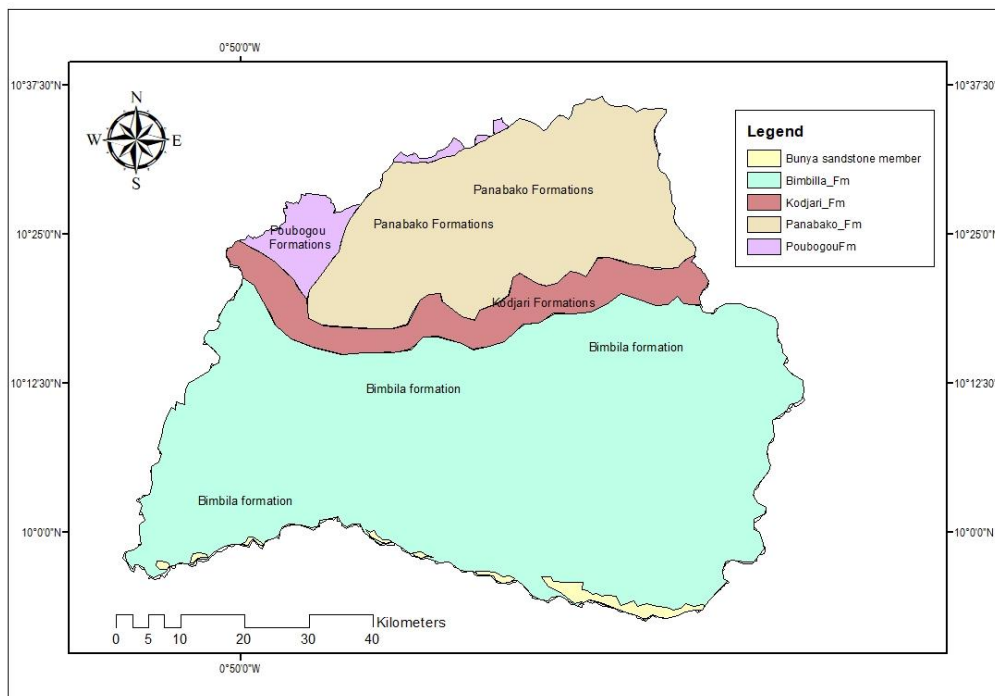 0°50'0"W
10°37'30"N
10°37'30"N
N
W
E
S
Legend
Bunya sandstone member
Bimbilla_Fm
Kodjari_Fm
Panabako_Fm
PoubogouFm
Panabako Formations
Panabako Formations
Poubogou
Formations
10°25'0"N
10°25'0"N
Kodjari Formations
Bimbila formation
Bimbila formation
10°12'30"N
10°12'30"N
Bimbila formation
10°0'0"N
10°0'0"N
Kilometers
0 5 10 20 30 40
0°50'0"W